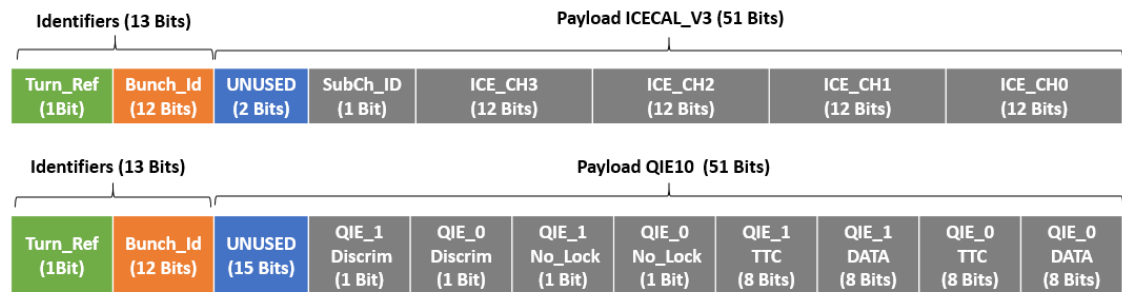 Identifiers (13 Bits)
Payload ICECAL_V3 (51 Bits)
Turn_Ref
(1Bit)
Bunch_Id
(12 Bits)
UNUSED
(2 Bits)
SubCh_ID
(1 Bit)
ICE_CH3
(12 Bits)
ICE_CH2
(12 Bits)
ICE_CH1
(12 Bits)
ICE_CH0
(12 Bits)
Identifiers (13 Bits)
Payload QIE10 (51 Bits)
Turn_Ref
(1Bit)
Bunch_Id
(12 Bits)
UNUSED
(15 Bits)
QIE_1
Discrim
(1 Bit)
QIE_0
Discrim
(1 Bit)
QIE_1
No_Lock
(1 Bit)
QIE_0
No_Lock
(1 Bit)
QIE_1
TTC
(8 Bits)
QIE_1
DATA
(8 Bits)
QIE_0
TTC
(8 Bits)
QIE_0
DATA
(8 Bits)